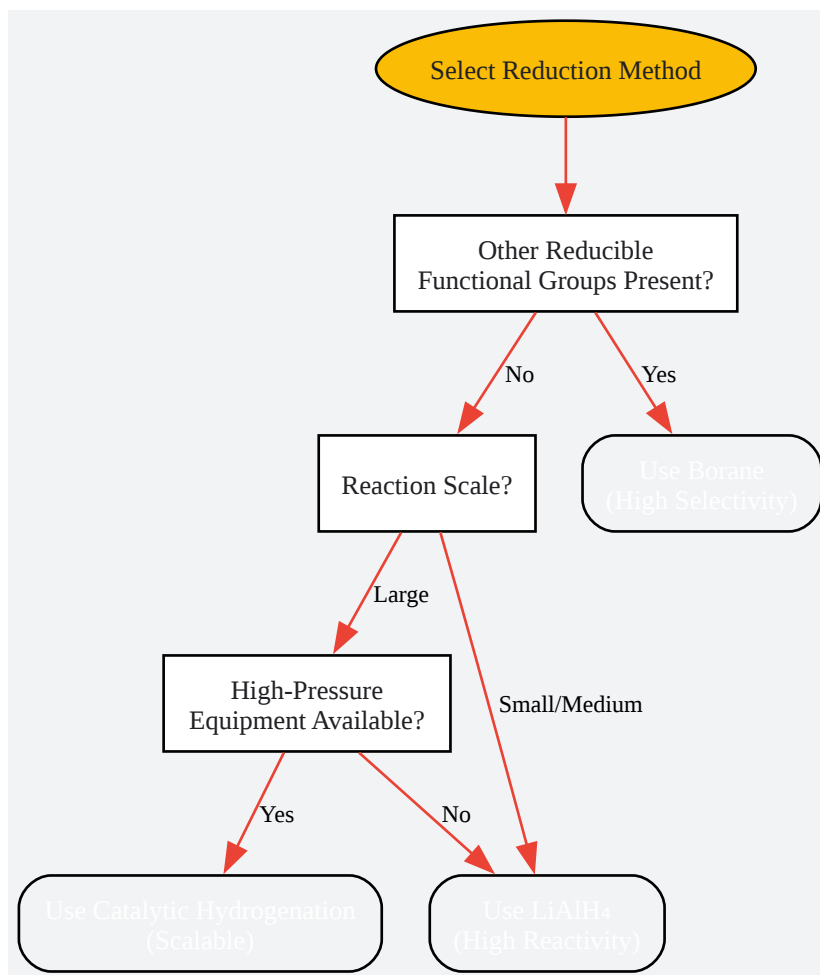 Select Reduction Method
Other Reducible
Functional Groups Present?
No
Yes
Reaction Scale?
Use Borane
(High Selectivity)
Large
High-Pressure
Equipment Available?
Small/Medium
Yes
No
Use Catalytic Hydrogenation
(Scalable)
Use LiAlH₄
(High Reactivity)